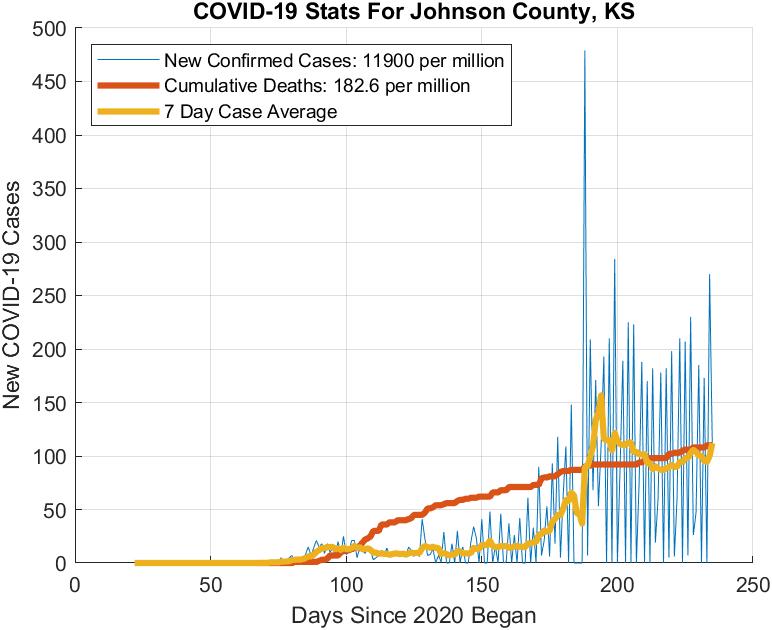 COVID-19 Stats For Johnson County, KS
New Confirmed Cases: 11900 per million
Cumulative Deaths: 182.6 per million
7 Day Case Average
New COVID-19 Cases
500
450
400
350
300
250
200
150
100
50
0
0 50 100 150 200 250
Days Since 2020 Began